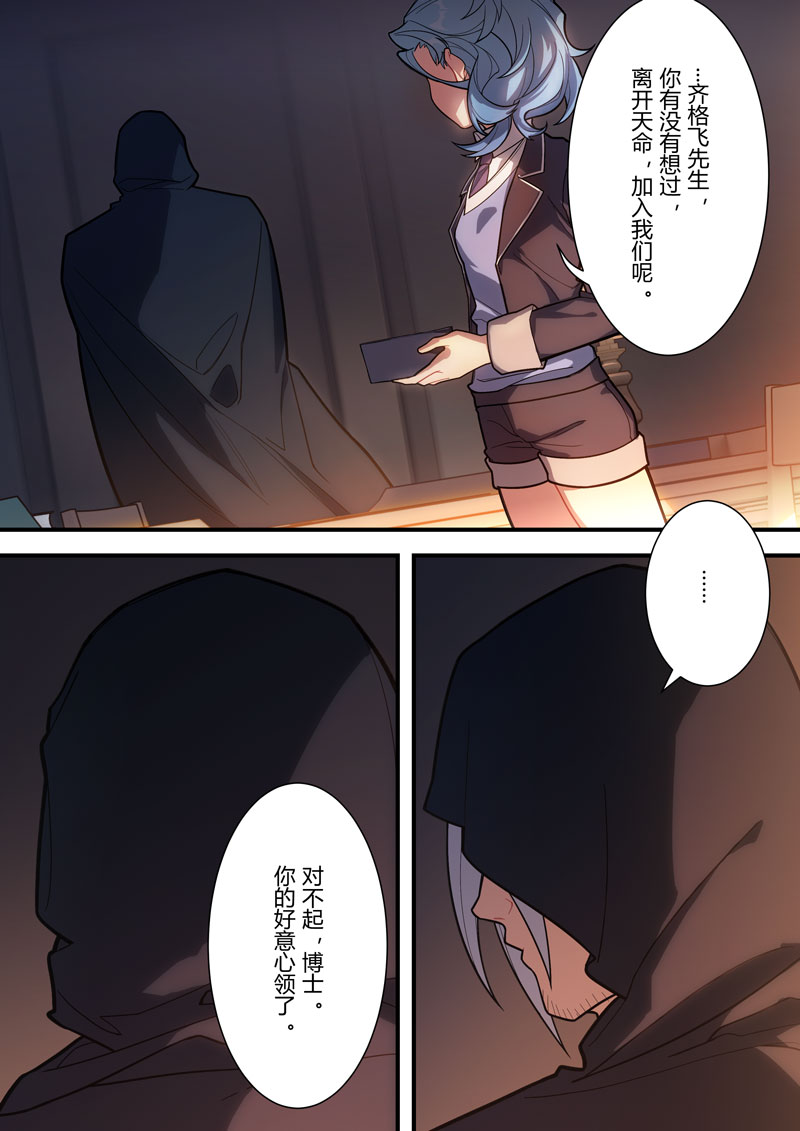 …齐格飞先生，
你有没有想过，
离开天命，加入我们呢。
……
对不起，博士。
你的好意心领了。